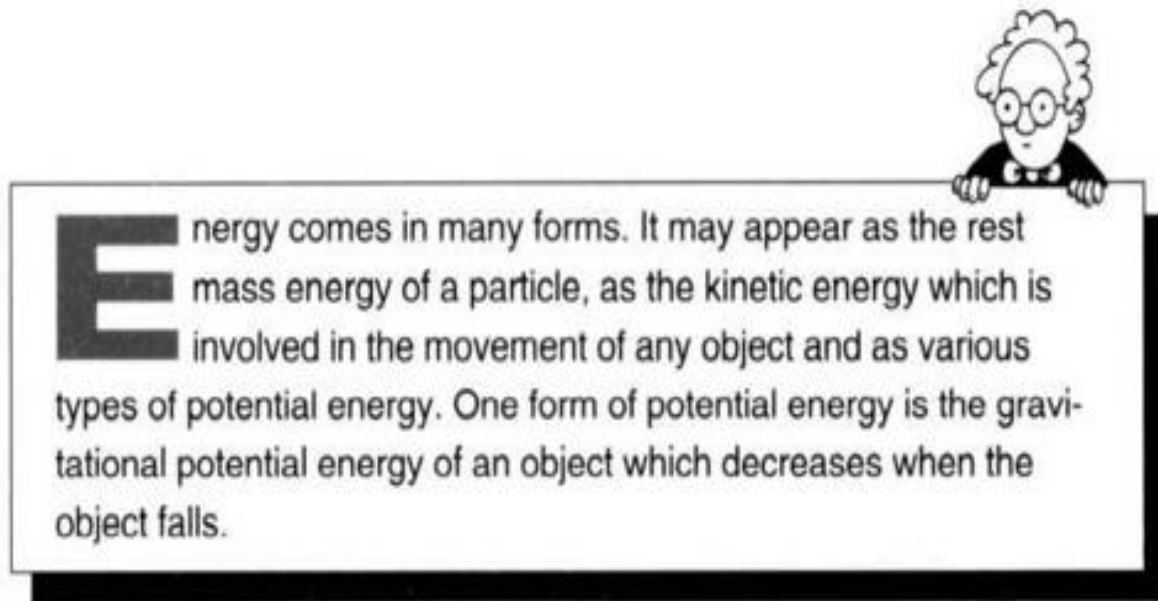 Energy comes in many forms. It may appear as the rest
mass energy of a particle, as the kinetic energy which is
involved in the movement of any object and as various
types of potential energy. One form of potential energy is the gravi-
tational potential energy of an object which decreases when the
object falls.